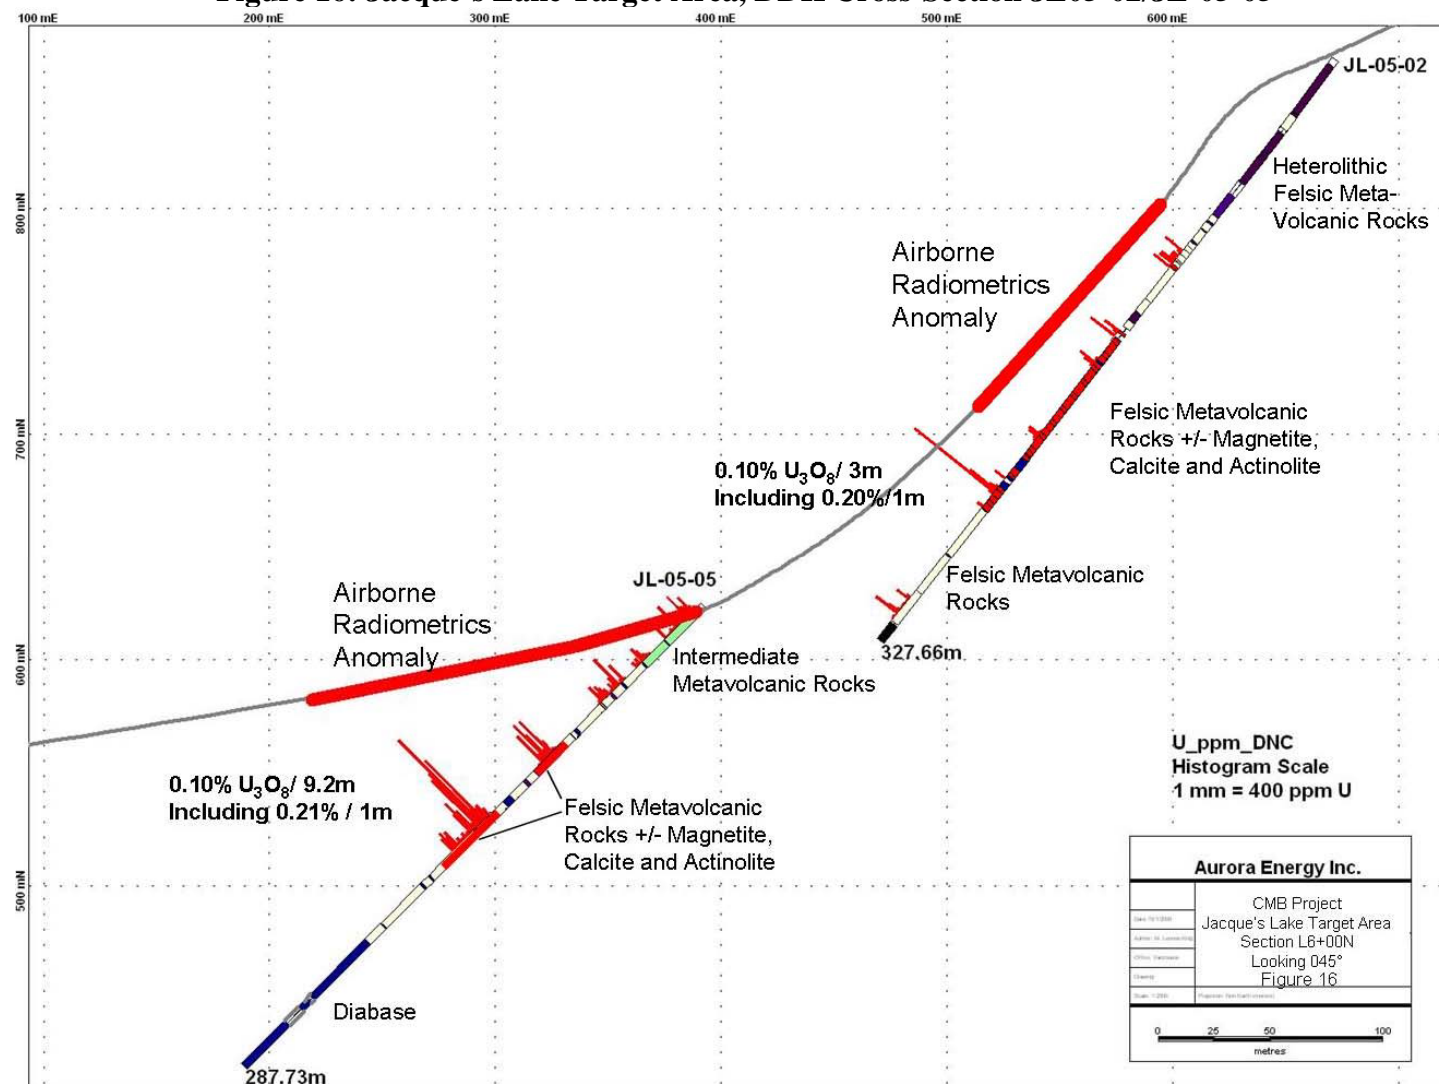 100 mE
200 mE
300 mE
400 mE
500 mE
600 mE
JL-05-02
Heterolithic
Felsic Meta-
Volcanic Rocks
800 mN
Airborne
Radiometrics
Anomaly
Felsic Metavolcanic
Rocks +/- Magnetite,
Calcite and Actinolite
700 mN
0.10% U₃O₈/ 3m
Including 0.20%/1m
Felsic Metavolcanic
Rocks
327.66m
JL-05-05
Airborne
Radiometrics
Anomaly
600 mN
Intermediate
Metavolcanic Rocks
0.10% U₃O₈/ 9.2m
Including 0.21% / 1m
Felsic Metavolcanic
Rocks +/- Magnetite,
Calcite and Actinolite
500 mN
Diabase
287.73m
U_ppm_DNC
Histogram Scale
1 mm = 400 ppm U
Aurora Energy Inc.
CMB Project
Jacque's Lake Target Area
Section L6+00N
Looking 045°
Figure 16
0 25 50 100
metres